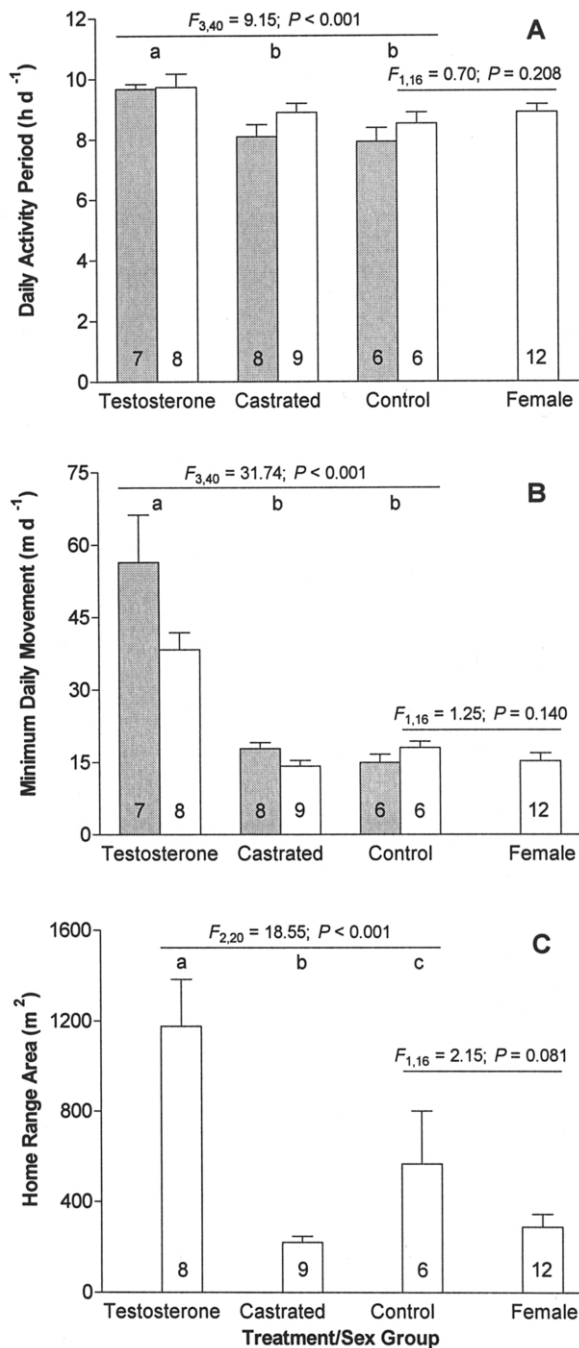 F3,40 = 9.15; P < 0.001
A
a b b
F1,16 = 0.70; P = 0.208
Daily Activity Period (h d -1)
12
10
8
6
4
2
0
7 8 8 9 6 6 12
Testosterone Castrated Control Female
F3,40 = 31.74; P < 0.001
B
a b b
F1,16 = 1.25; P = 0.140
Minimum Daily Movement (m d -1)
75
60
45
30
15
0
7 8 8 9 6 6 12
Testosterone Castrated Control Female
F2,20 = 18.55; P < 0.001
C
a b c
F1,16 = 2.15; P = 0.081
Home Range Area (m2)
1600
1200
800
400
0
8 9 6 12
Testosterone Castrated Control Female
Treatment/Sex Group